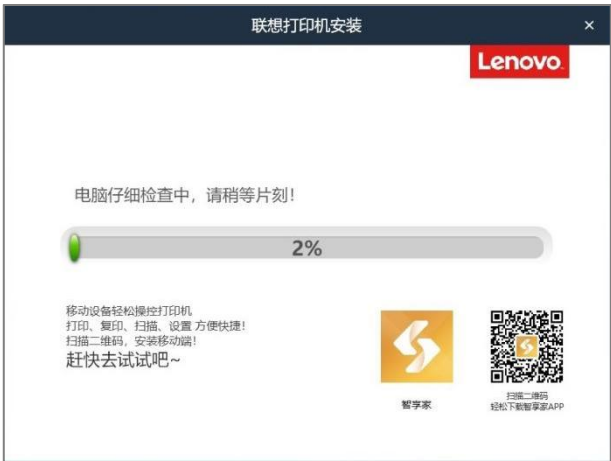 联想打印机安装
×
Lenovo.
电脑仔细检查中，请稍等片刻！
2%
移动设备轻松操控打印机
打印、复印、扫描、设置 方便快捷！
扫描二维码，安装移动端！
赶快去试试吧~
智享家
扫描二维码
轻松下载智享家APP